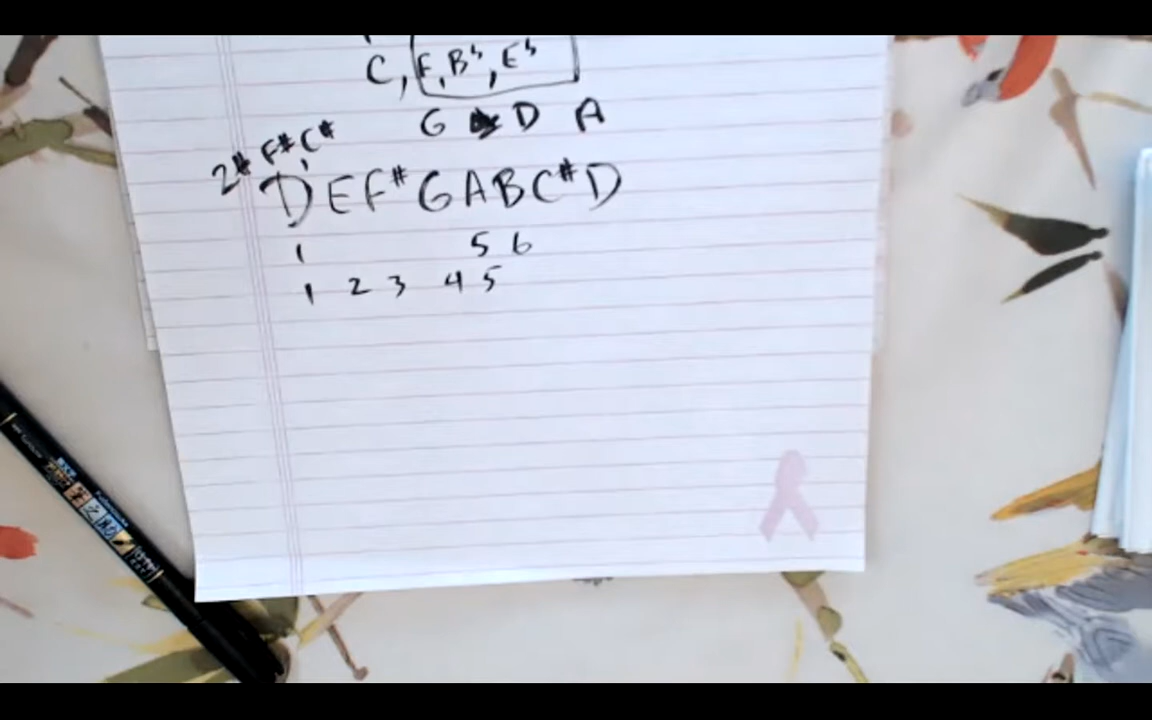 C, F, B♭, E♭
G D A
2# F#, C#
D E F# G A B C# D
1 5 6
1 2 3 4 5